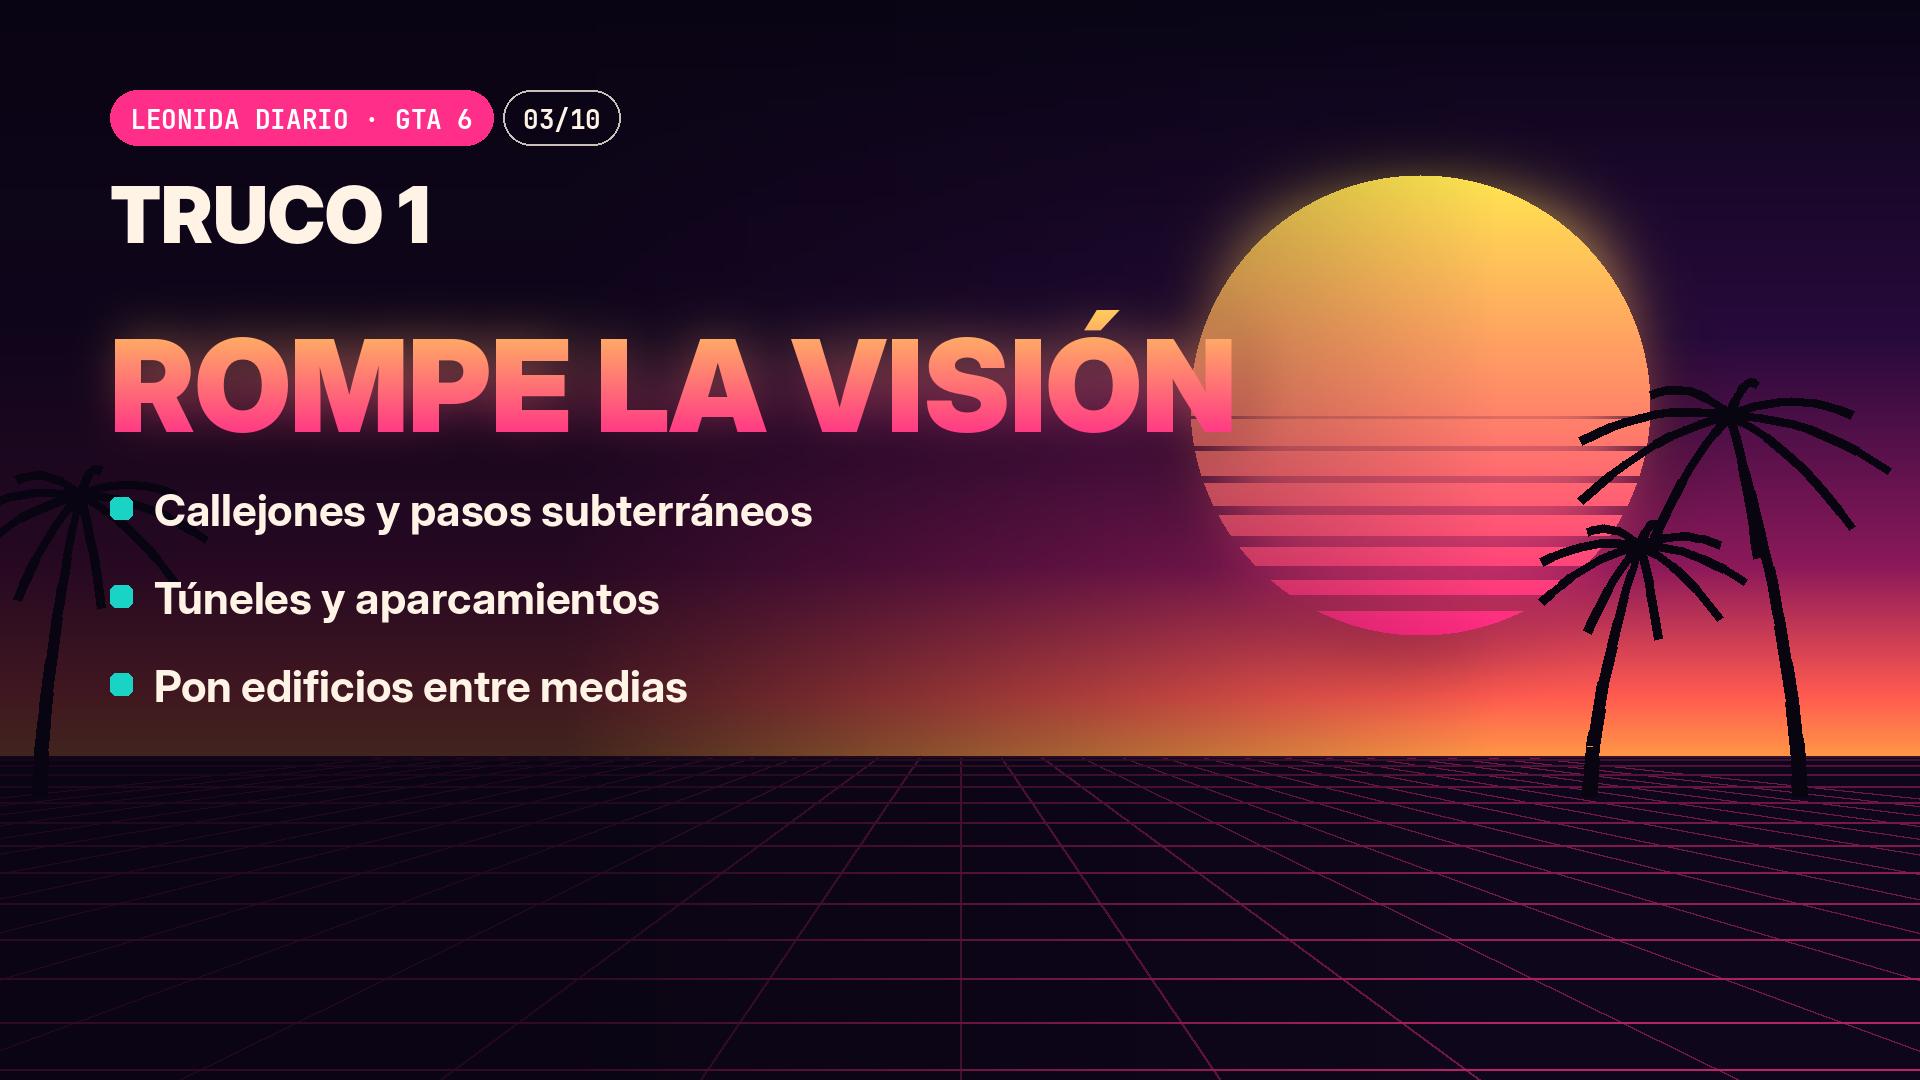 LEONIDA DIARIO · GTA 6
03/10
TRUCO 1
ROMPE LA VISIÓN
Callejones y pasos subterráneos
Túneles y aparcamientos
Pon edificios entre medias